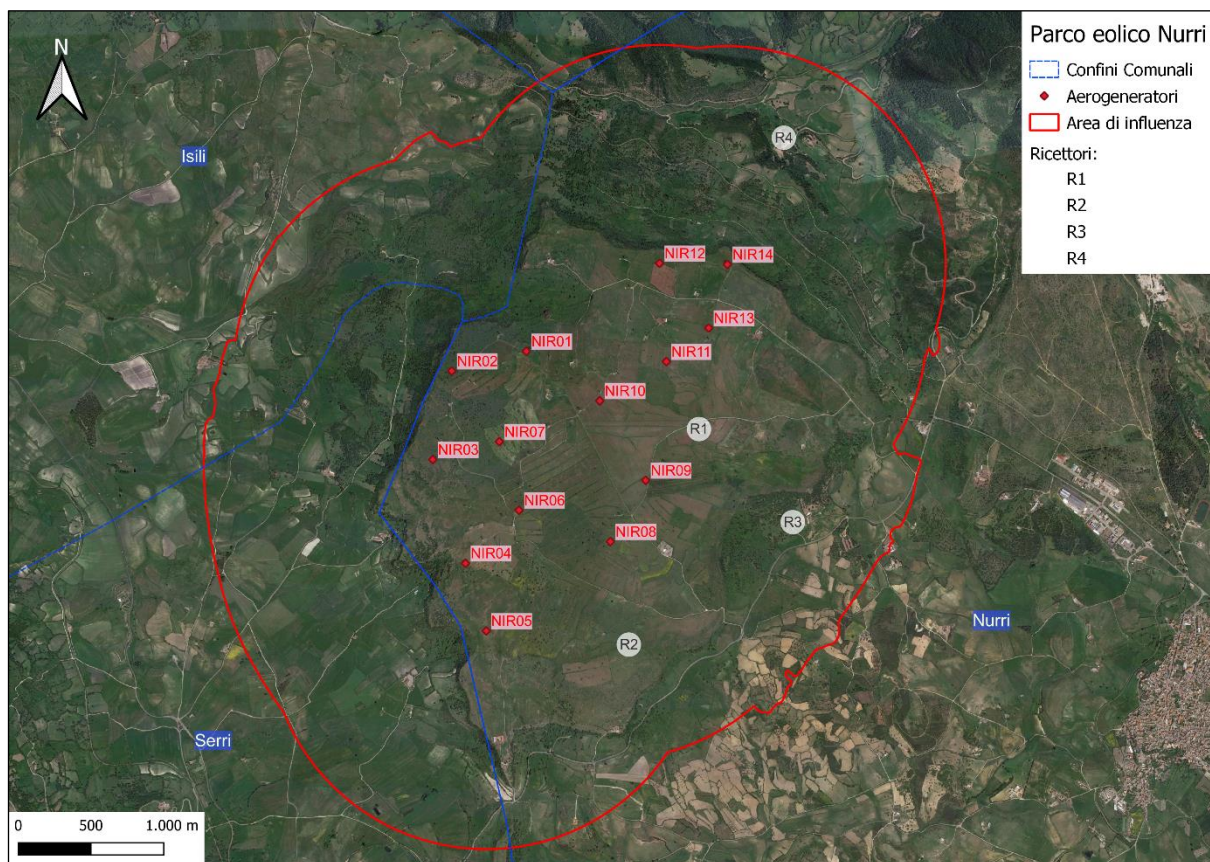 Parco eolico Nurri
Confini Comunali
Aerogeneratori
Area di influenza
Ricettori:
R1
R2
R3
R4
N
Isili
R4
NIR12
NIR14
NIR13
NIR01
NIR11
NIR02
NIR10
R1
NIR07
NIR03
NIR09
NIR06
R3
NIR08
NIR04
Nurri
NIR05
R2
Serri
0 500 1.000 m